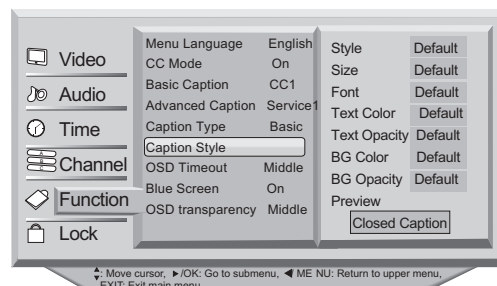 Video
Audio
Time
Channel
Function
Lock
Menu Language English
CC Mode On
Basic Caption CC1
Advanced Caption Service1
Caption Type Basic
Caption Style
OSD Timeout Middle
Blue Screen On
OSD transparency Middle
Style Default
Size Default
Font Default
Text Color Default
Text Opacity Default
BG Color Default
BG Opacity Default
Preview
Closed Caption
: Move cursor, ▶/OK: Go to submenu, ◀ ME NU: Return to upper menu,
EXIT: Exit main menu